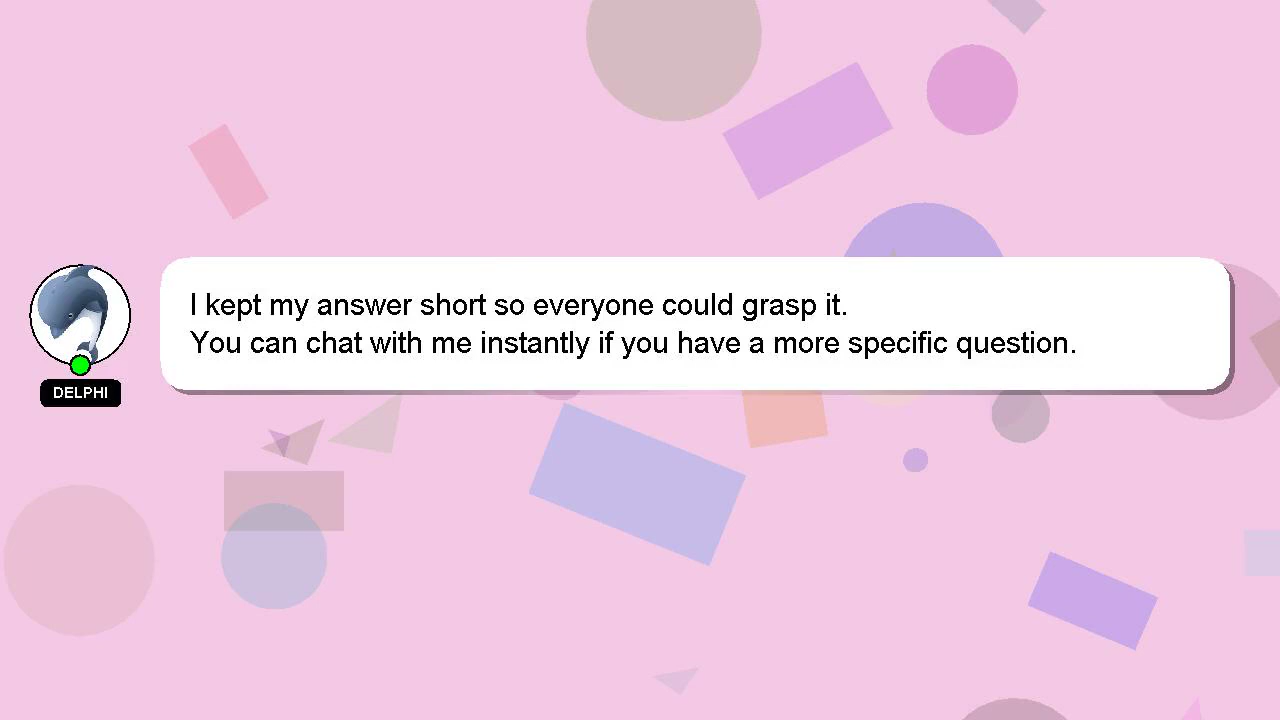 I kept my answer short so everyone could grasp it.
You can chat with me instantly if you have a more specific question.
DELPHI